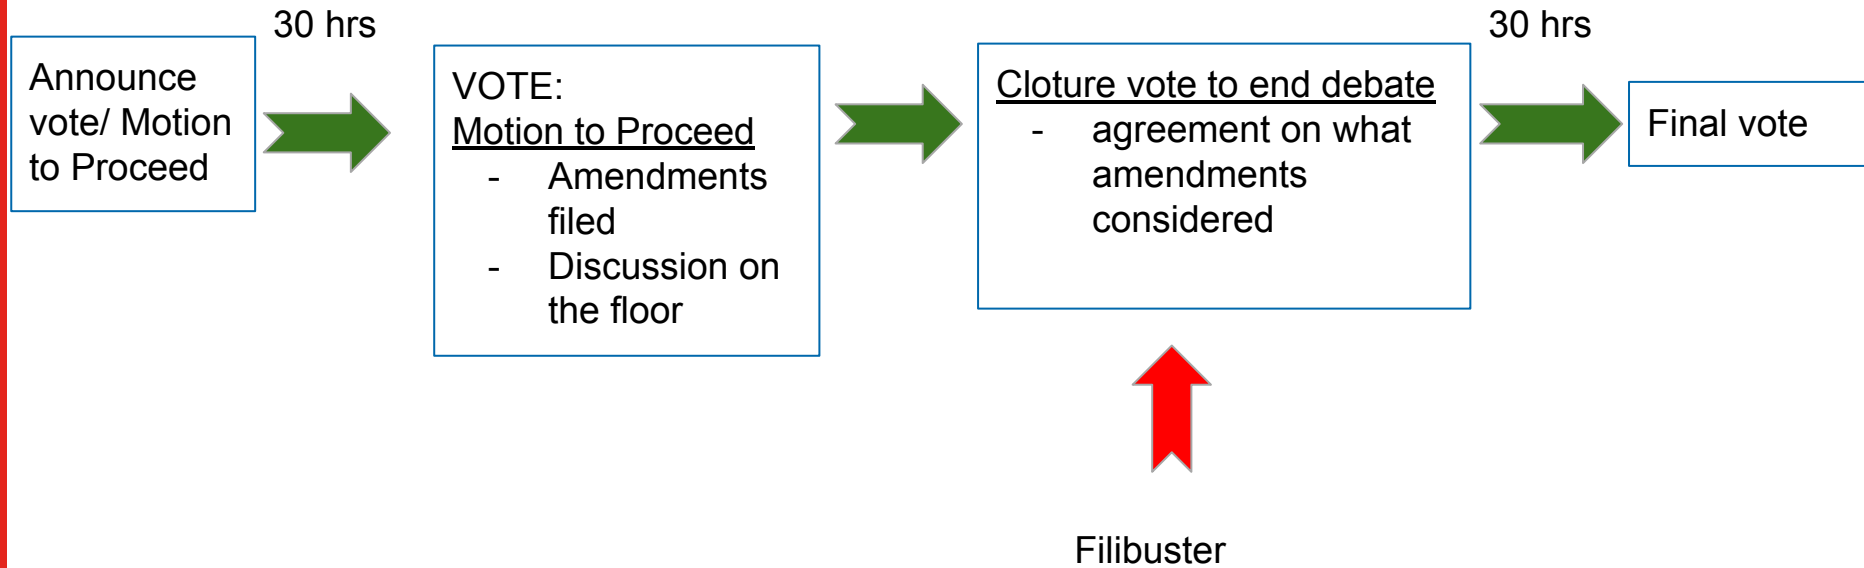 30 hrs
Announce
vote/ Motion
to Proceed
VOTE:
Motion to Proceed
- Amendments
filed
- Discussion on
the floor
Cloture vote to end debate
- agreement on what
amendments
considered
30 hrs
Final vote
Filibuster